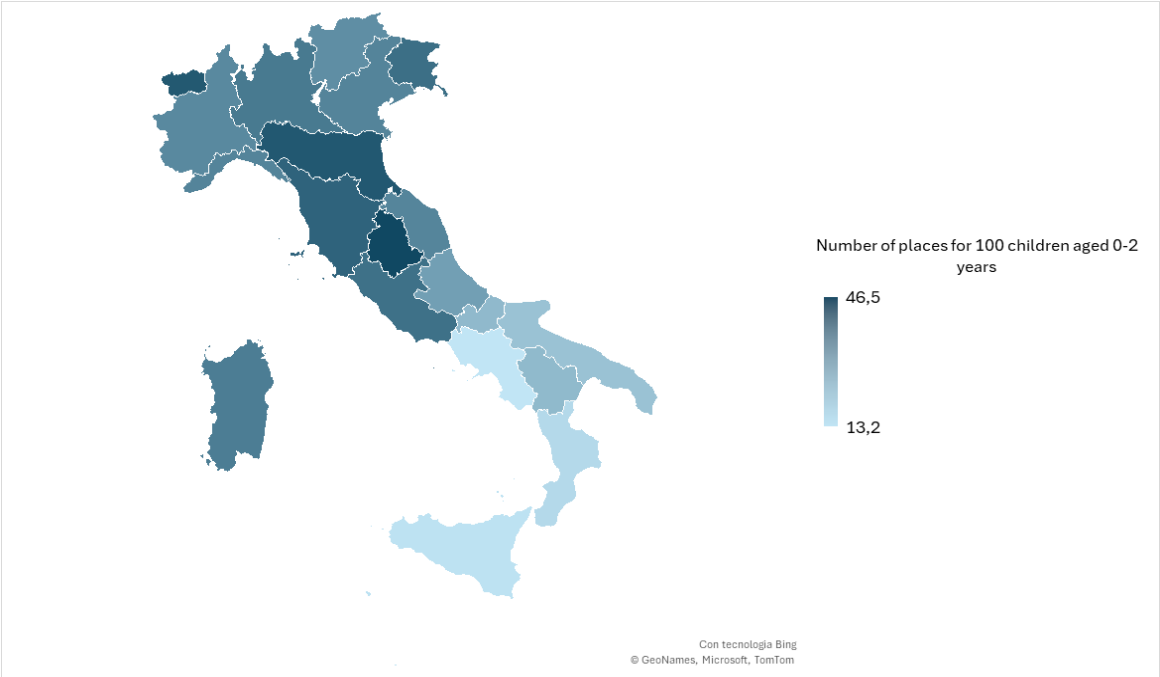 Number of places for 100 children aged 0-2
years
46,5
13,2
Con tecnologia Bing
© GeoNames, Microsoft, TomTom